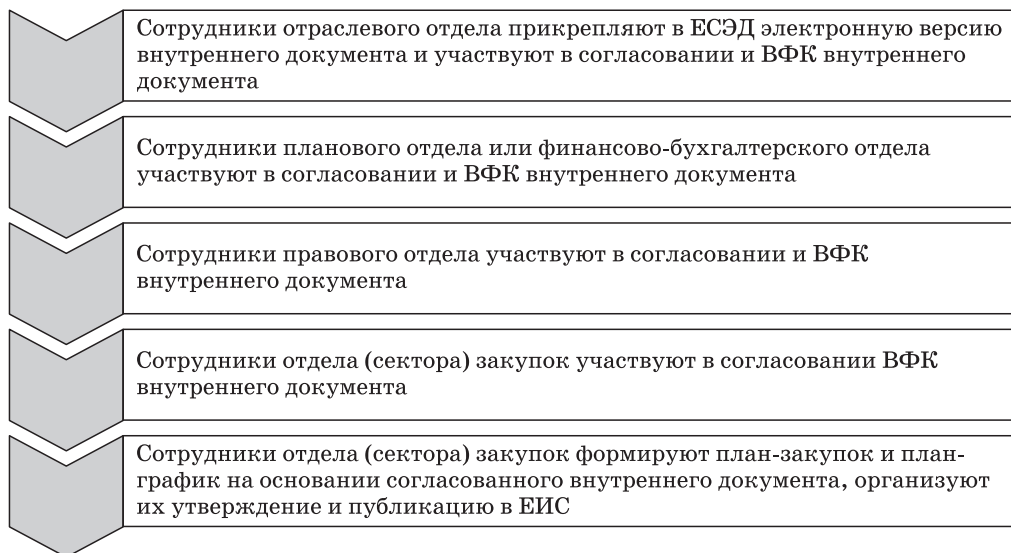 Сотрудники отраслевого отдела прикрепляют в ЕСЭД электронную версию
внутреннего документа и участвуют в согласовании и ВФК внутреннего
документа
Сотрудники планового отдела или финансово-бухгалтерского отдела
участвуют в согласовании и ВФК внутреннего документа
Сотрудники правового отдела участвуют в согласовании и ВФК
внутреннего документа
Сотрудники отдела (сектора) закупок участвуют в согласовании ВФК
внутреннего документа
Сотрудники отдела (сектора) закупок формируют план-закупок и план-
график на основании согласованного внутреннего документа, организуют
их утверждение и публикацию в ЕИС